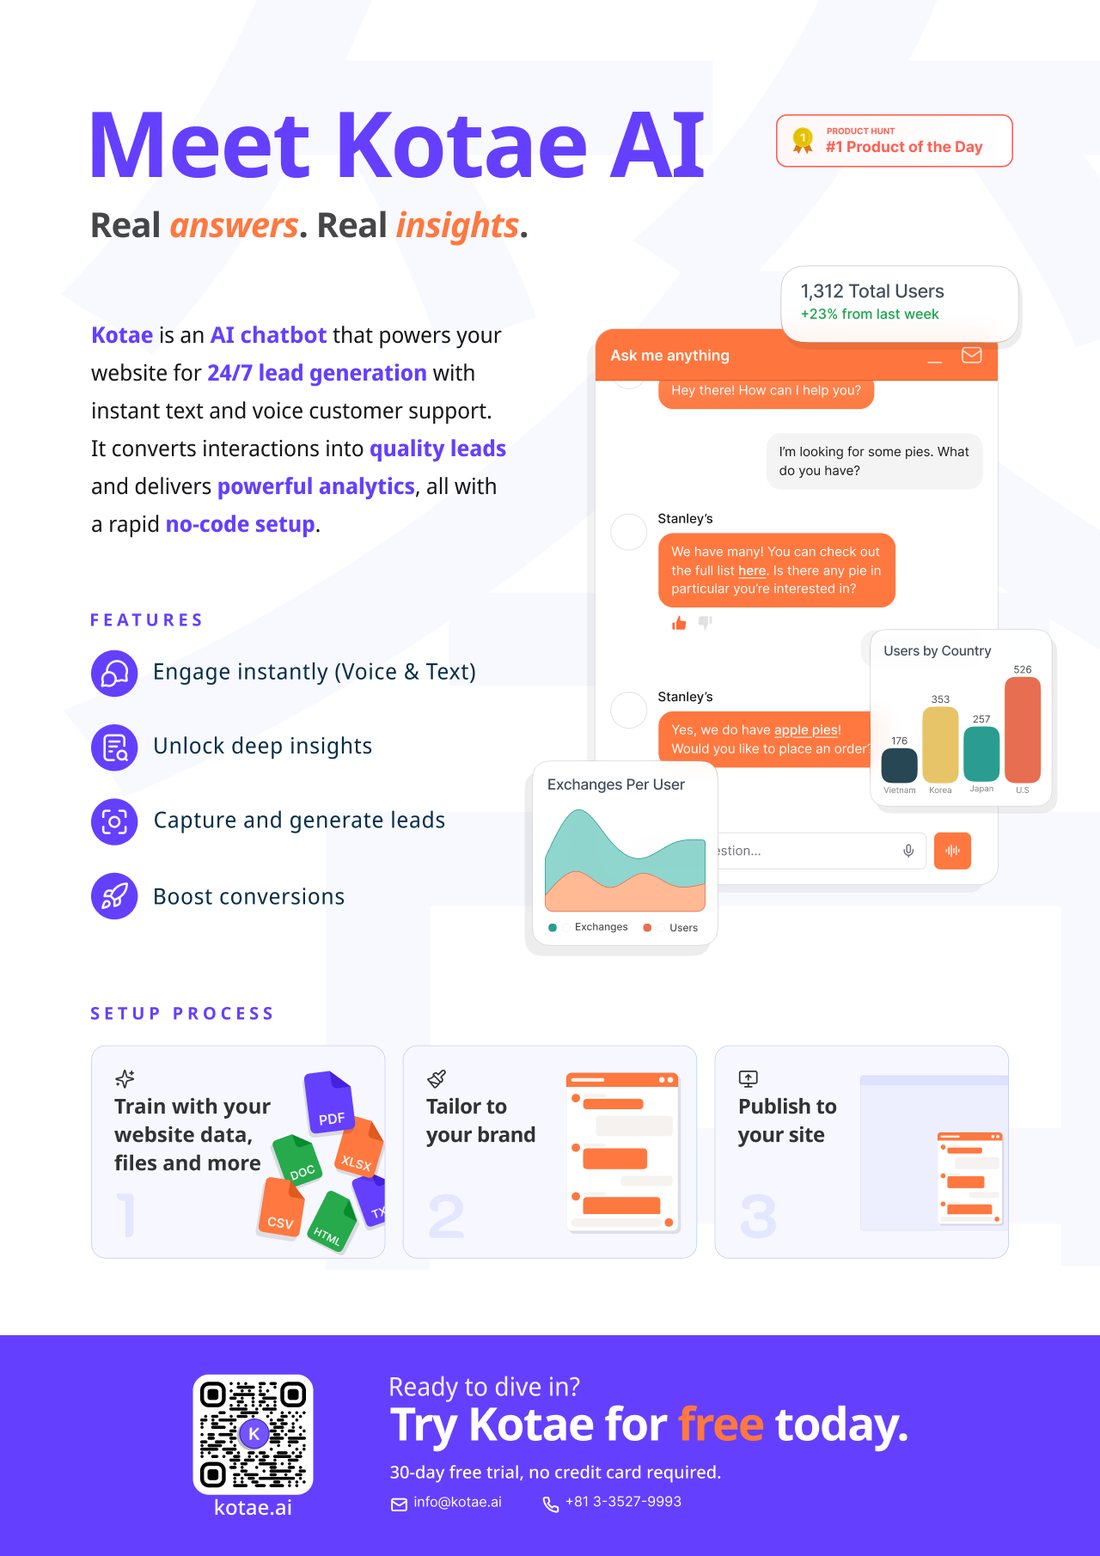 Meet Kotae AI
PRODUCT HUNT
#1 Product of the Day
1
Real answers. Real insights.
Kotae is an AI chatbot that powers your
website for 24/7 lead generation with
instant text and voice customer support.
It converts interactions into quality leads
and delivers powerful analytics, all with
a rapid no-code setup.
1,312 Total Users
+23% from last week
Ask me anything
Hey there! How can I help you?
I'm looking for some pies. What
do you have?
Stanley's
We have many! You can check out
the full list here. Is there any pie in
particular you're interested in?
Stanley's
Yes, we do have apple pies!
Would you like to place an order?
estion...
Users by Country
176
353
257
526
Vietnam
Korea
Japan
U.S
Exchanges Per User
Exchanges
Users
FEATURES
Engage instantly (Voice & Text)
Unlock deep insights
Capture and generate leads
Boost conversions
SETUP PROCESS
Train with your
website data,
files and more
1
PDF
XLSX
DOC
CSV
HTML
TX
Tailor to
your brand
2
Publish to
your site
3
K
kotae.ai
Ready to dive in?
Try Kotae for free today.
30-day free trial, no credit card required.
info@kotae.ai
+81 3-3527-9993